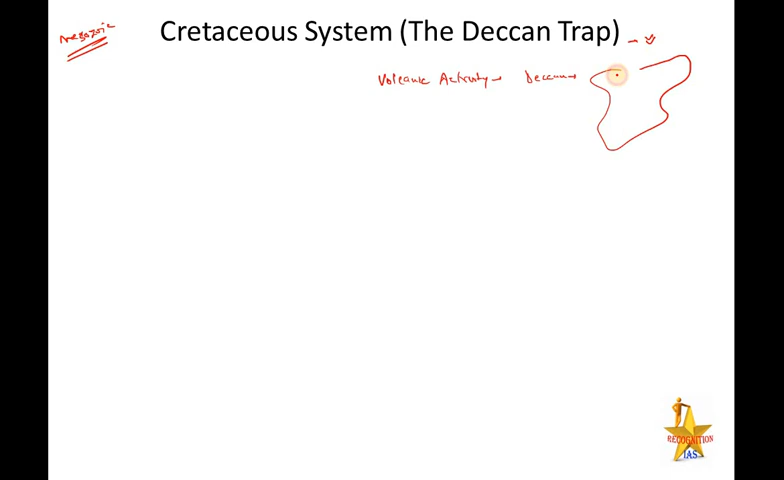 Mesozoic
Cretaceous System (The Deccan Trap)
Volcanic Activity Deccan
RECOGNITION
IAS